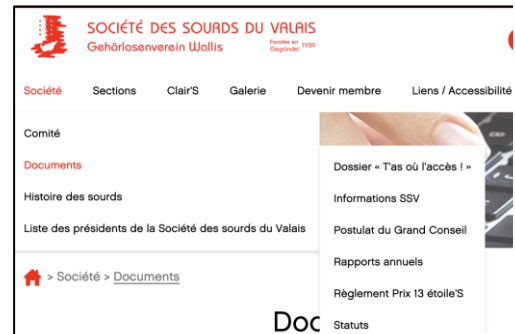 SOCIÉTÉ DES SOURDS DU VALAIS
Gehörlosenverein Wallis
Fondée en
Gegründet 1939
Société Sections Clair'S Galerie Devenir membre Liens / Accessibilité
Comité
Documents
Histoire des sourds
Liste des présidents de la Société des sourds du Valais
Dossier « T'as où l'accès ! »
Informations SSV
Postulat du Grand Conseil
Rapports annuels
Règlement Prix 13 étoile'S
Statuts
> Société > Documents
Doc